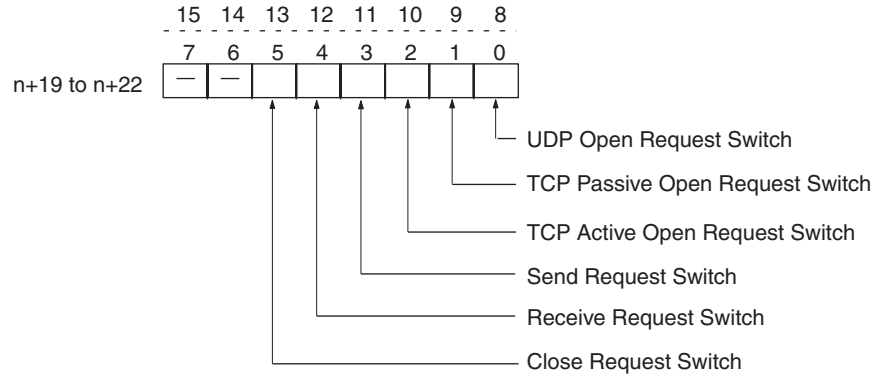 15 14 13 12 11 10 9 8
7 6 5 4 3 2 1 0
n+19 to n+22 — —
UDP Open Request Switch
TCP Passive Open Request Switch
TCP Active Open Request Switch
Send Request Switch
Receive Request Switch
Close Request Switch